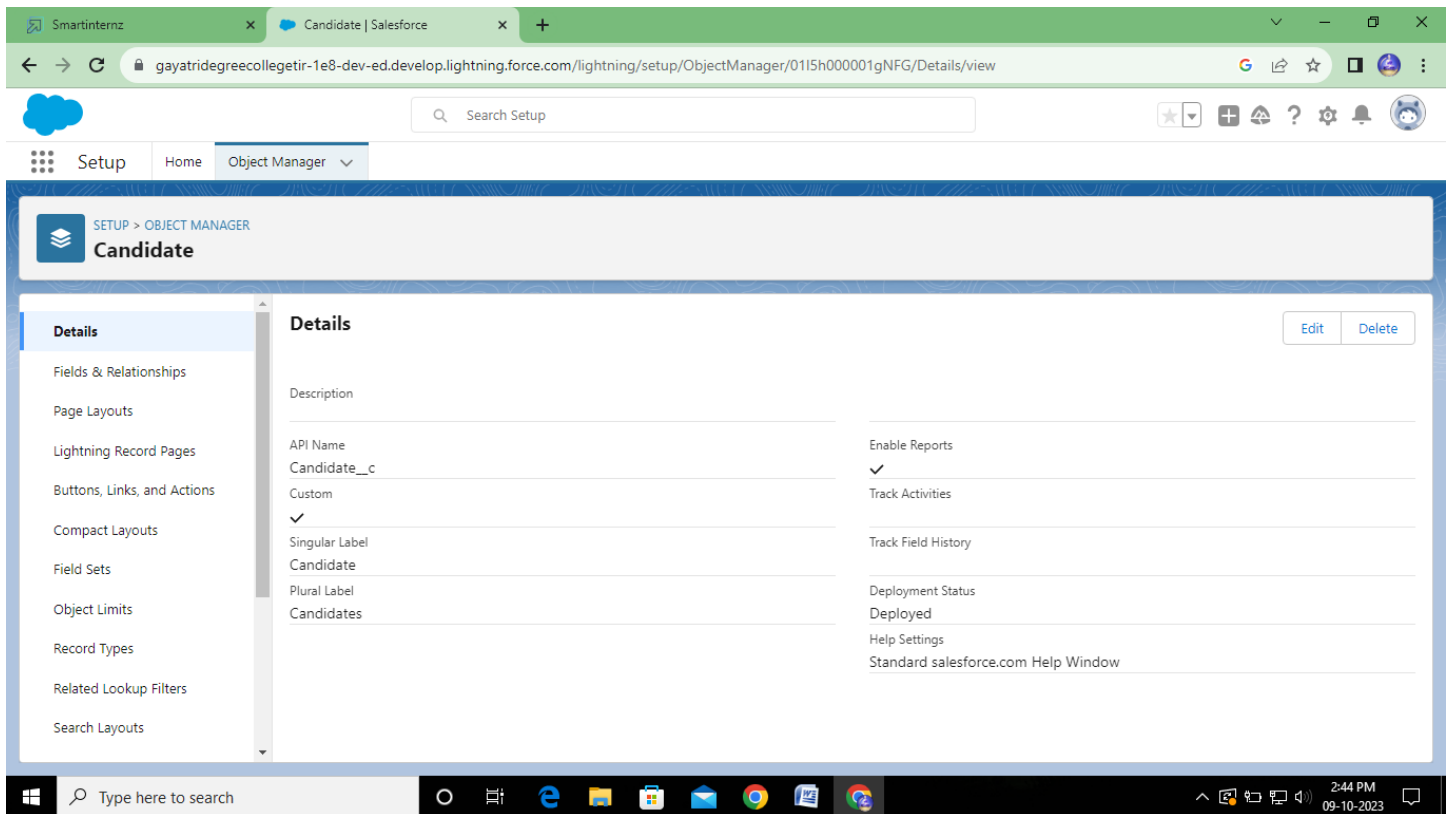 Smartinternz
Candidate | Salesforce
gayatridegreecollegetir-1e8-dev-ed.develop.lightning.force.com/lightning/setup/ObjectManager/01I5h000001gNFG/Details/view
Search Setup
Setup
Home
Object Manager
SETUP > OBJECT MANAGER
Candidate
Details
Fields & Relationships
Page Layouts
Lightning Record Pages
Buttons, Links, and Actions
Compact Layouts
Field Sets
Object Limits
Record Types
Related Lookup Filters
Search Layouts
Details
Edit
Delete
Description
API Name
Candidate__c
Custom
Singular Label
Candidate
Plural Label
Candidates
Enable Reports
Track Activities
Track Field History
Deployment Status
Deployed
Help Settings
Standard salesforce.com Help Window
Type here to search
2:44 PM
09-10-2023